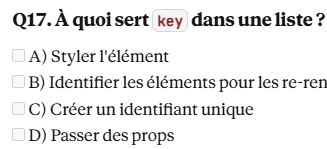 Q17. À quoi sert key dans une liste ?
A) Styler l'élément
B) Identifier les éléments pour les re-ren
C) Créer un identifiant unique
D) Passer des props